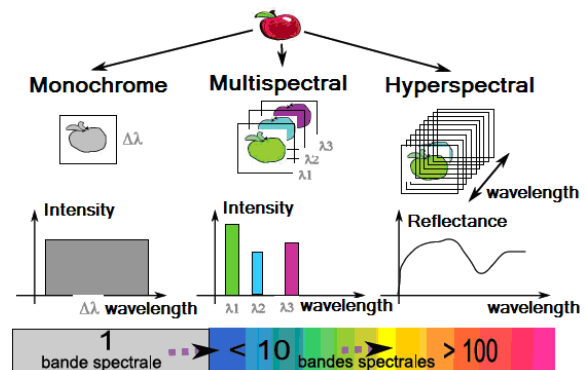 Monochrome
Multispectral
Hyperspectral
Δλ
λ3
λ2
λ1
wavelength
Intensity
Δλ wavelength
Intensity
λ1 λ2 λ3 wavelength
Reflectance
wavelength
1
bande spectrale
< 10
bandes spectrales
> 100